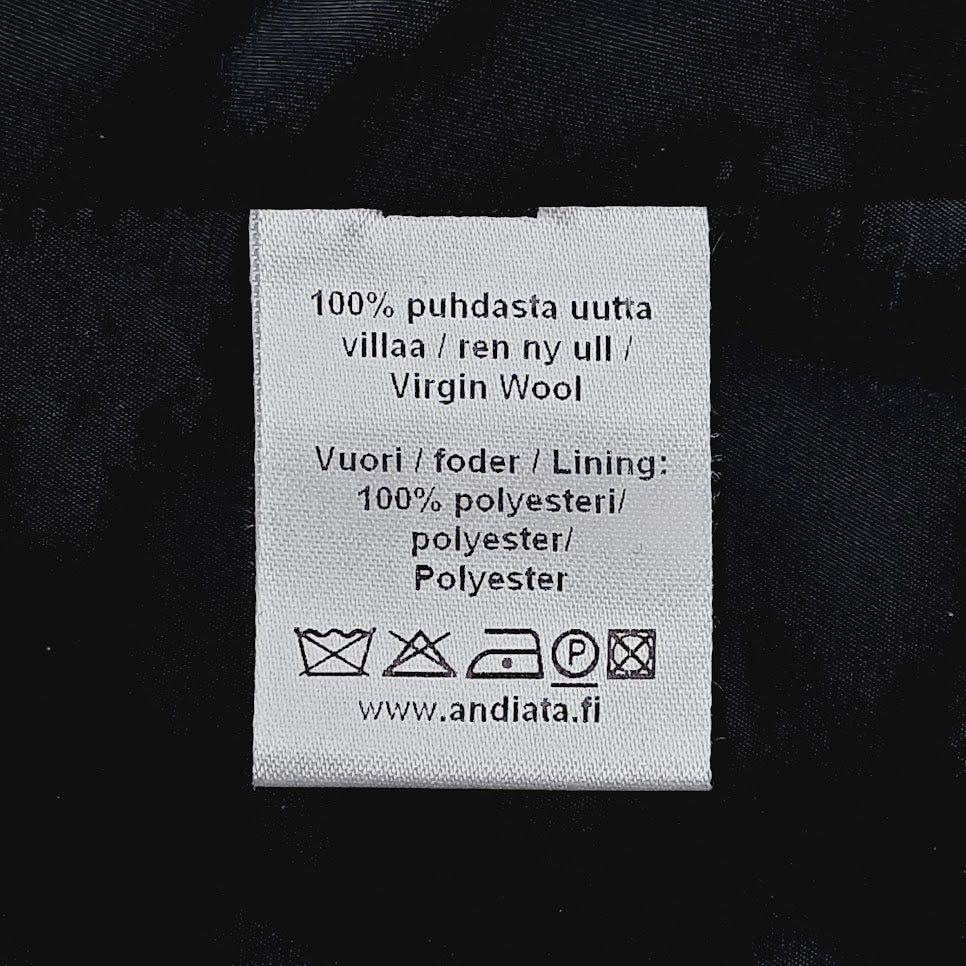 100% puhdasta uutta
villaa / ren ny ull /
Virgin Wool
Vuori / foder / Lining:
100% polyesteri/
polyester/
Polyester
P
www.andiata.fi